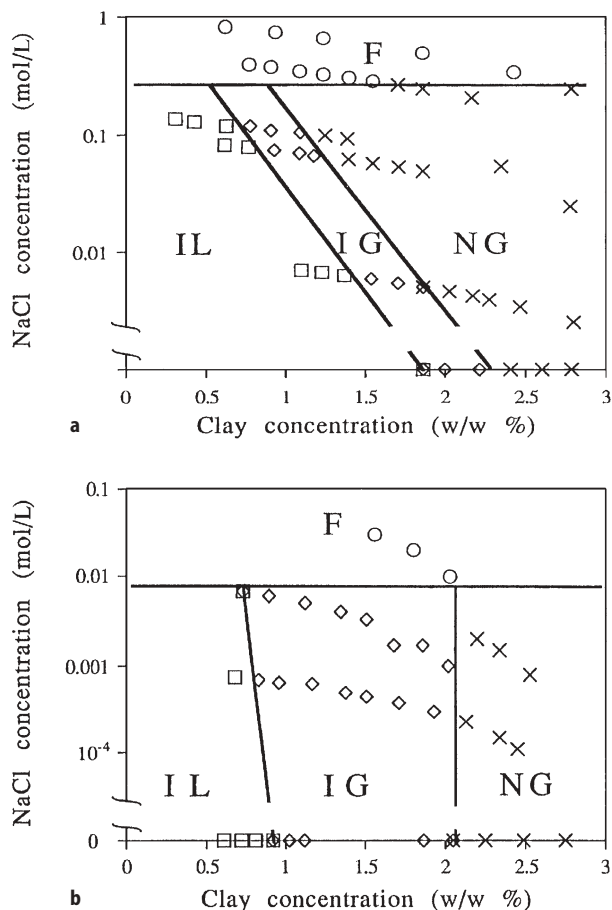 1
0.1
0.01
NaCl concentration (mol/L)
F
IL
IG
NG
0 0.5 1 1.5 2 2.5 3
Clay concentration (w/w %)
a
0.1
0.01
0.001
10-4
0
NaCl concentration (mol/L)
F
IL
IG
NG
0 0.5 1 1.5 2 2.5 3
Clay concentration (w/w %)
b